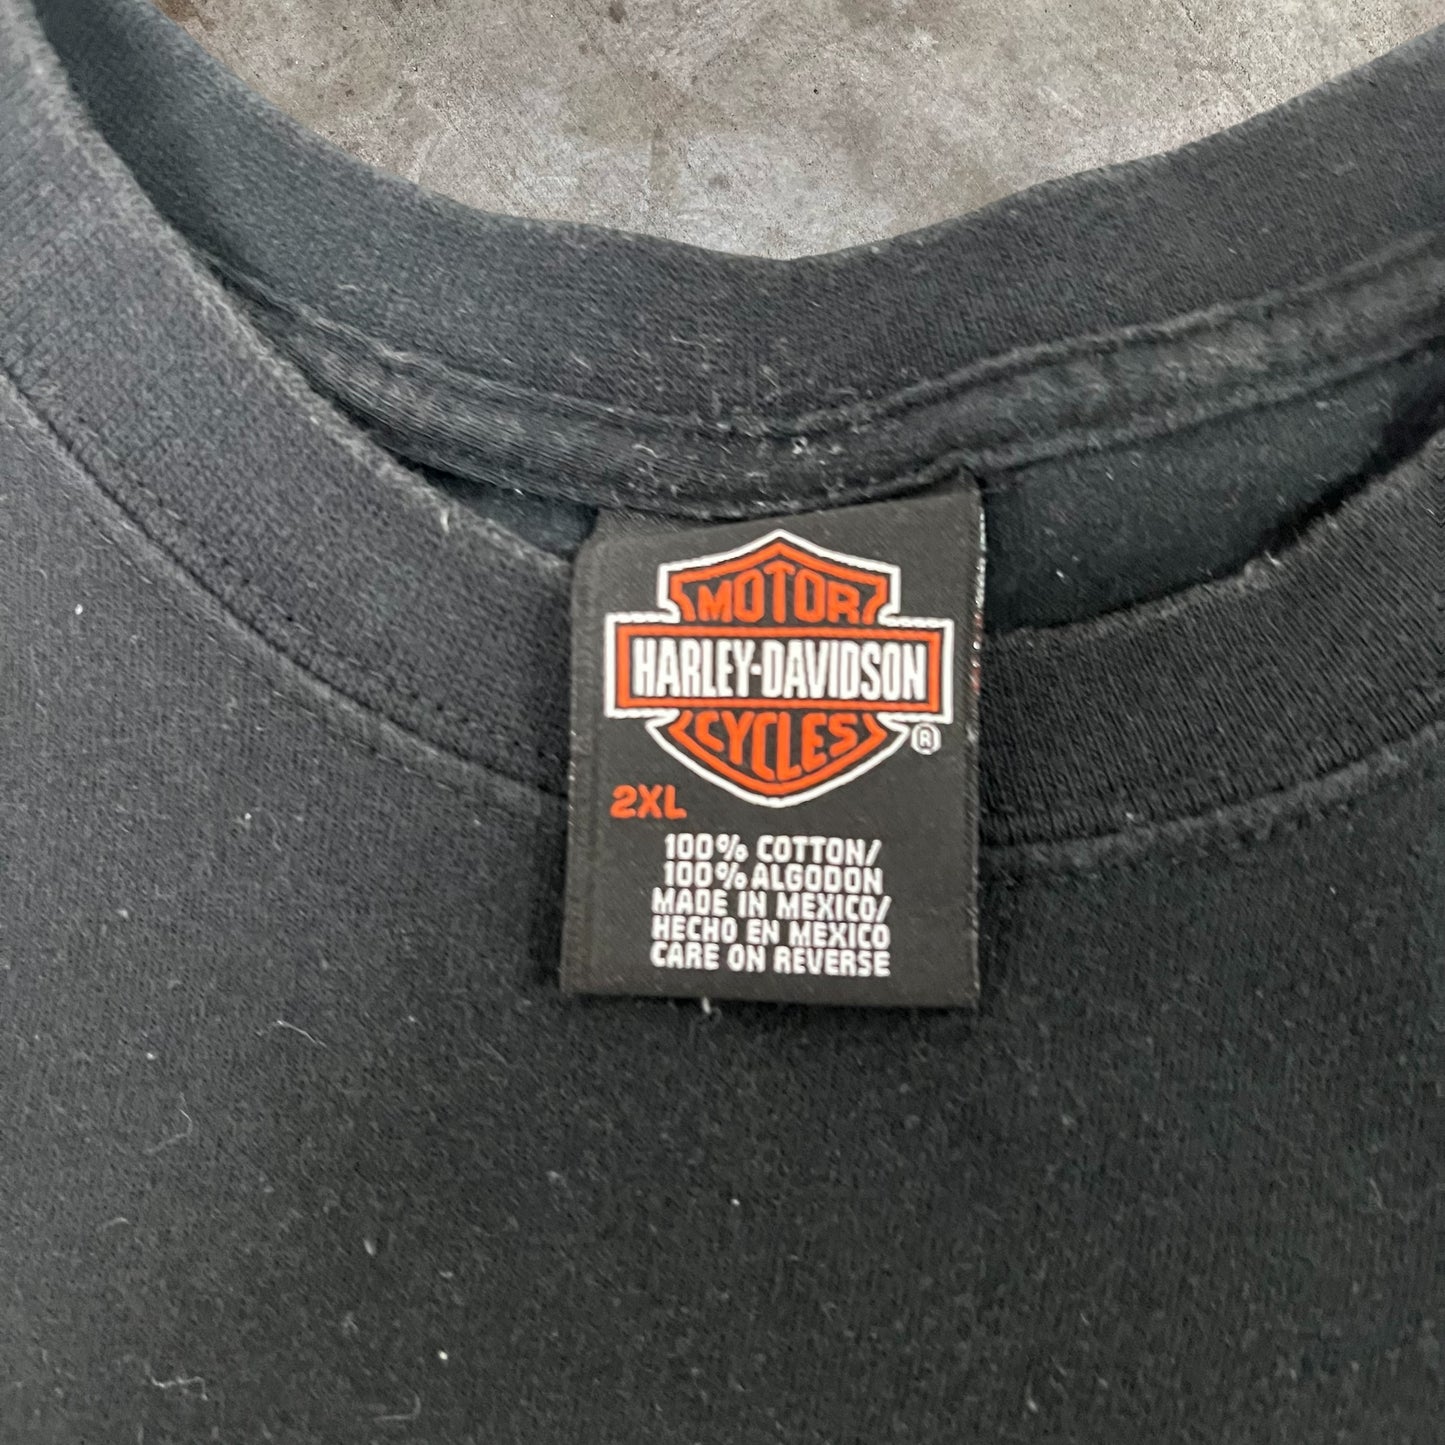 MOTOR
HARLEY-DAVIDSON
CYCLES
®
2XL
100% COTTON/
100% ALGODON
MADE IN MEXICO/
HECHO EN MEXICO
CARE ON REVERSE